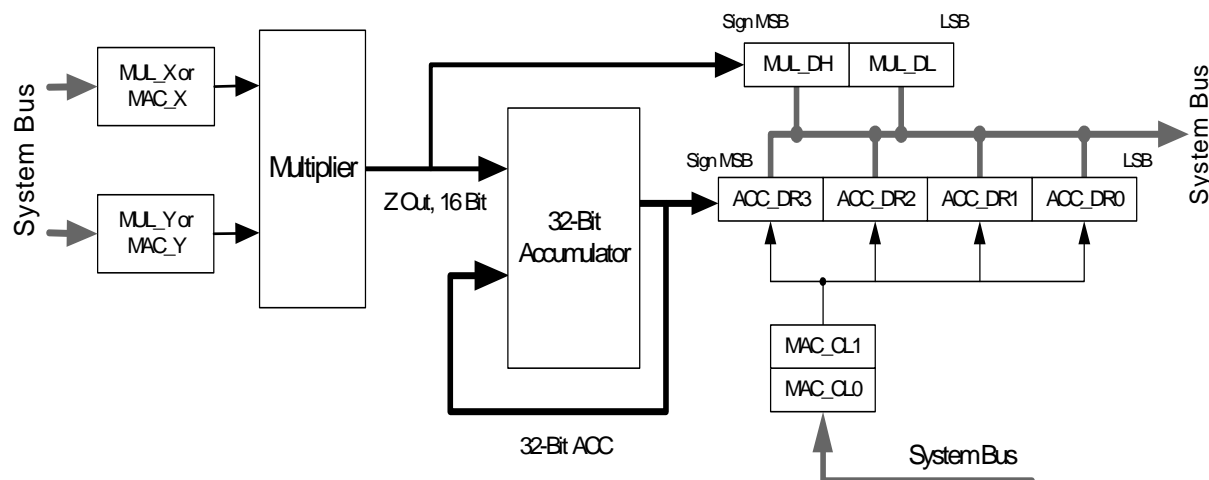 System Bus
MUL_X or
MAC_X
MUL_Y or
MAC_Y
Multiplier
Z Out, 16 Bit
32-Bit
Accumulator
32-Bit ACC
Sign MSB
LSB
MUL_DH
MUL_DL
System Bus
Sign MSB
LSB
ACC_DR3
ACC_DR2
ACC_DR1
ACC_DR0
MAC_CL1
MAC_CL0
System Bus